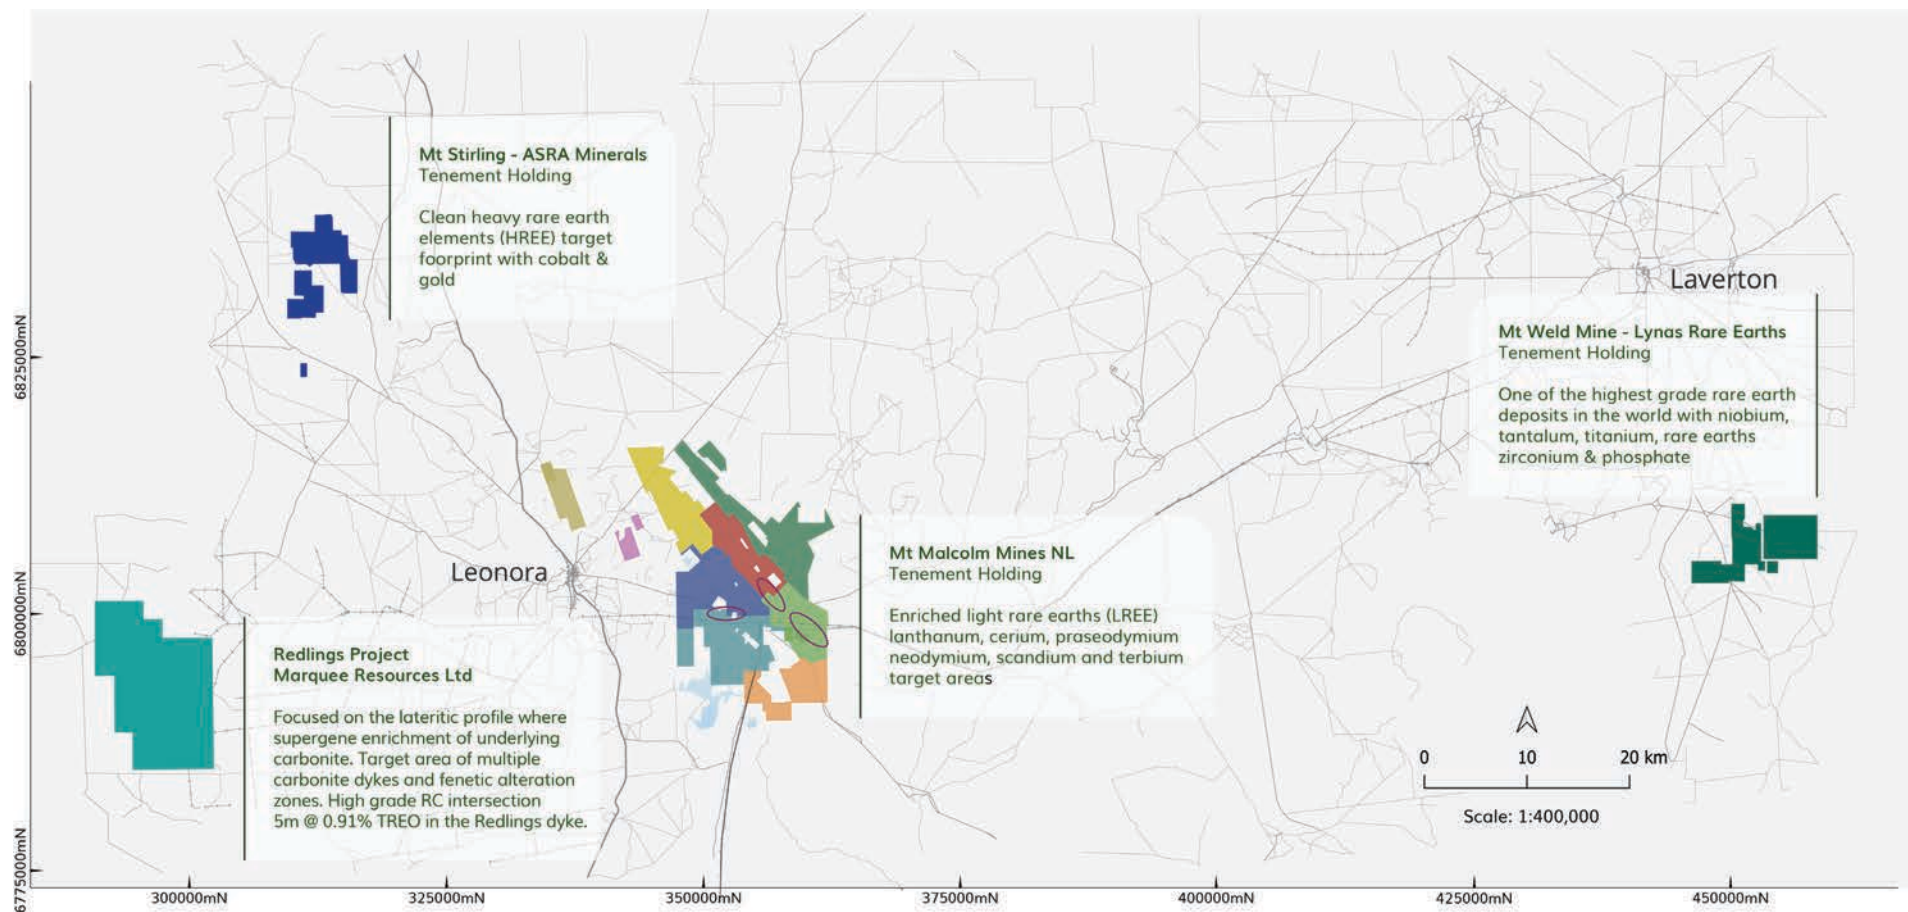 Mt Stirling - ASRA Minerals
Tenement Holding
Clean heavy rare earth
elements (HREE) target
foorprint with cobalt &
gold
Laverton
Mt Weld Mine - Lynas Rare Earths
Tenement Holding
One of the highest grade rare earth
deposits in the world with niobium,
tantalum, titanium, rare earths
zirconium & phosphate
Leonora
Mt Malcolm Mines NL
Tenement Holding
Enriched light rare earths (LREE)
lanthanum, cerium, praseodymium
neodymium, scandium and terbium
target areas
Redlings Project
Marquee Resources Ltd
Focused on the lateritic profile where
supergene enrichment of underlying
carbonite. Target area of multiple
carbonite dykes and fenetic alteration
zones. High grade RC intersection
5m @ 0.91% TREO in the Redlings dyke.
0 10 20 km
Scale: 1:400,000
6825000mN
6800000mN
6775000mN
300000mN 325000mN 350000mN 375000mN 400000mN 425000mN 450000mN